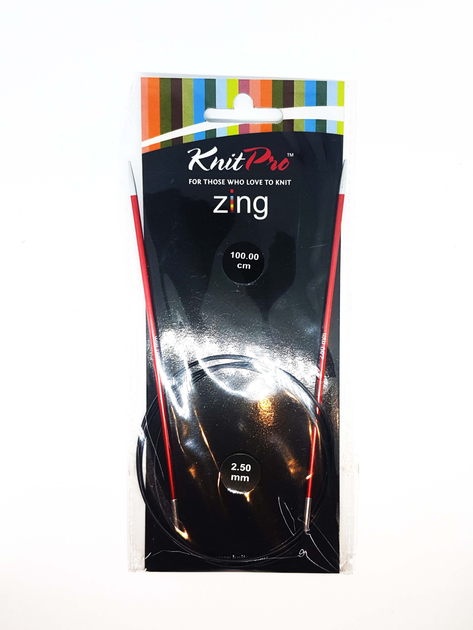 KnitPro™
FOR THOSE WHO LOVE TO KNIT
zing
100.00
cm
2.50
mm